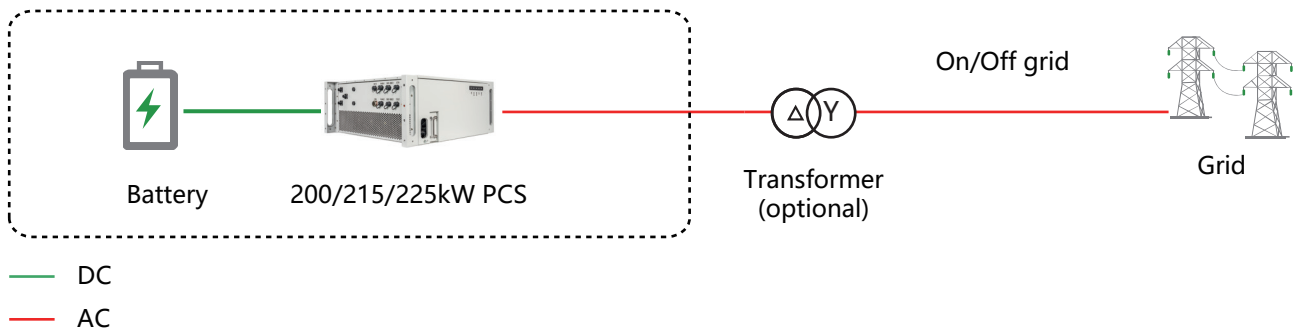 On/Off grid
Battery
200/215/225kW PCS
Δ Y
Transformer
(optional)
Grid
DC
AC